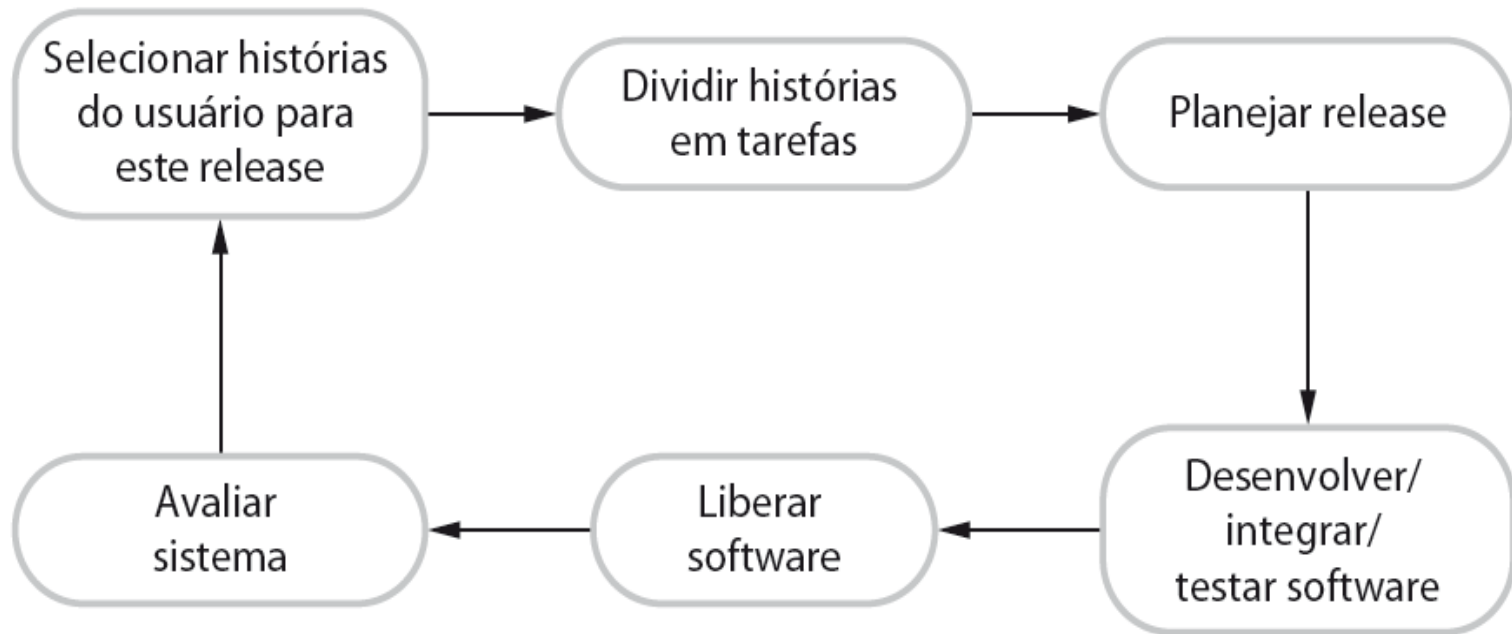 Selecionar histórias
do usuário para
este release
Dividir histórias
em tarefas
Planejar release
Avaliar
sistema
Liberar
software
Desenvolver/
integrar/
testar software